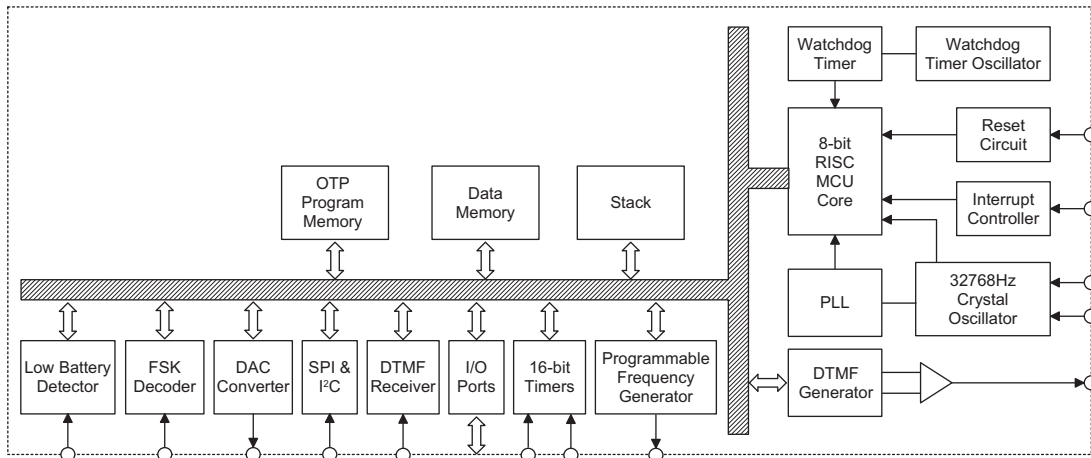 Watchdog
Timer
Watchdog
Timer Oscillator
8-bit
RISC
MCU
Core
Reset
Circuit
Interrupt
Controller
OTP
Program
Memory
Data
Memory
Stack
PLL
32768Hz
Crystal
Oscillator
Low Battery
Detector
FSK
Decoder
DAC
Converter
SPI &
I²C
DTMF
Receiver
I/O
Ports
16-bit
Timers
Programmable
Frequency
Generator
DTMF
Generator